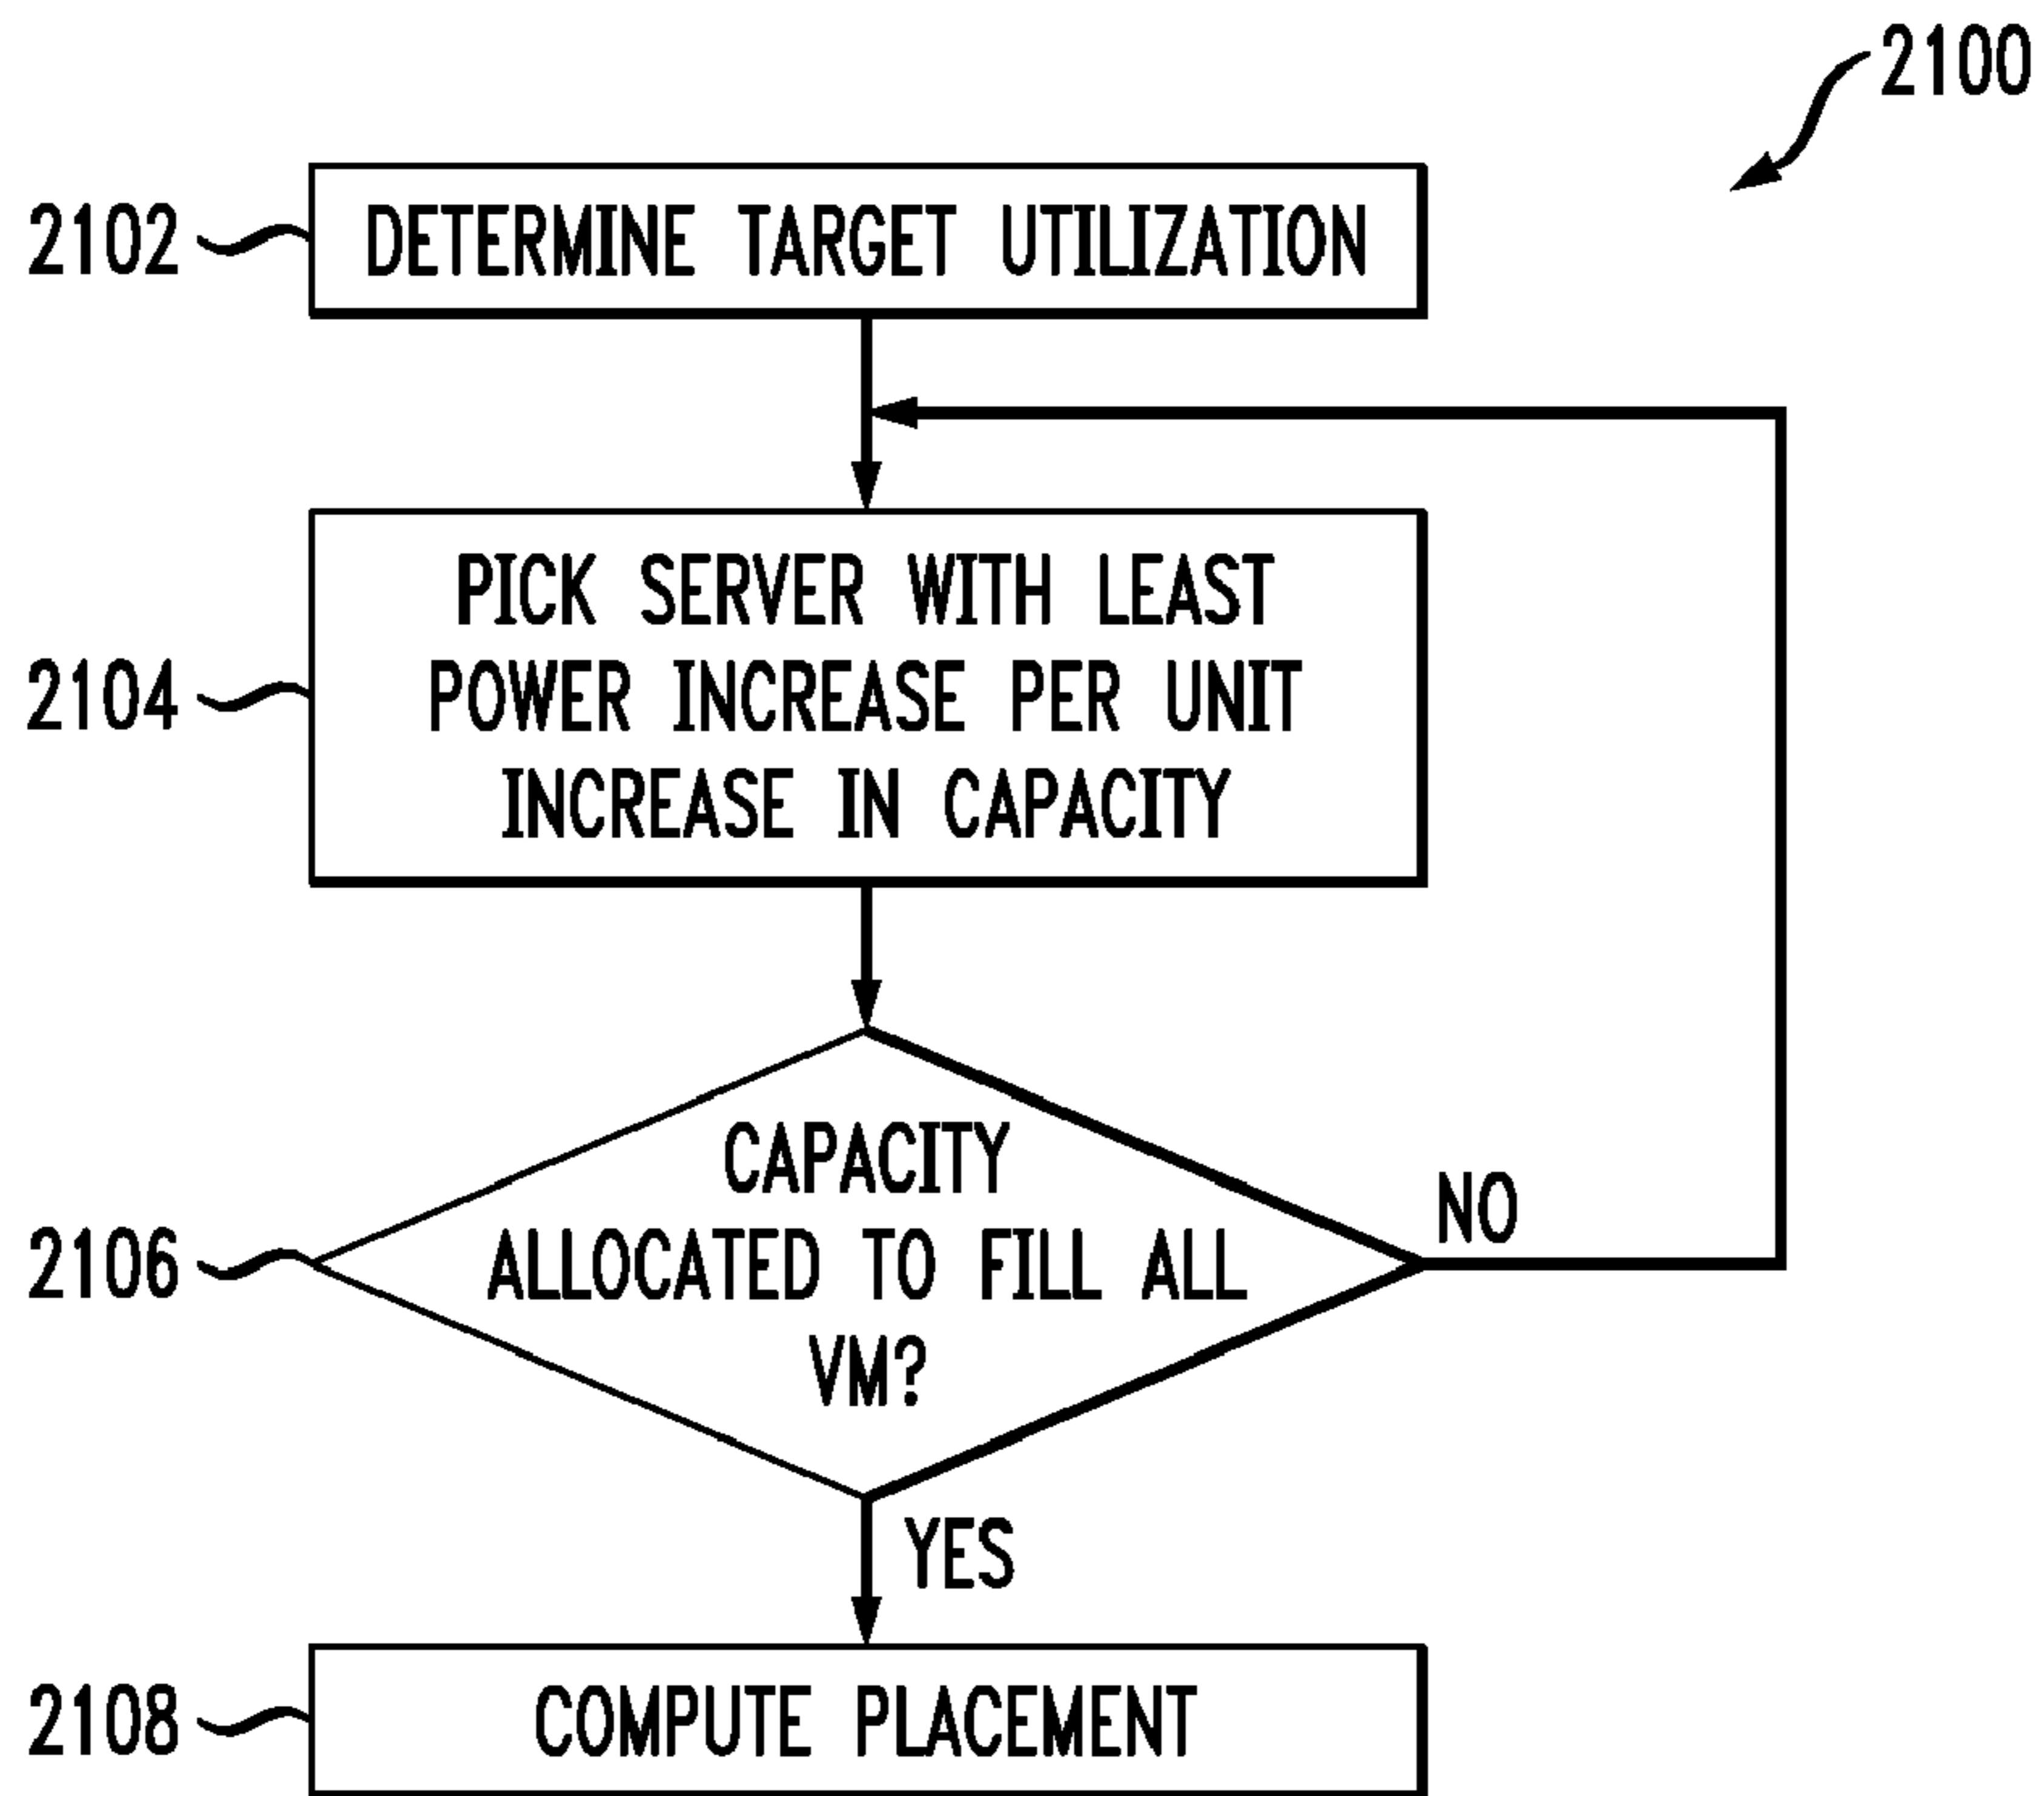 2100
2102
DETERMINE TARGET UTILIZATION
PICK SERVER WITH LEAST
2104
POWER INCREASE PER UNIT
INCREASE IN CAPACITY
CAPACITY
NO
2106
ALLOCATED TO FILL ALL
VM?
YES
2108
COMPUTE PLACEMENT